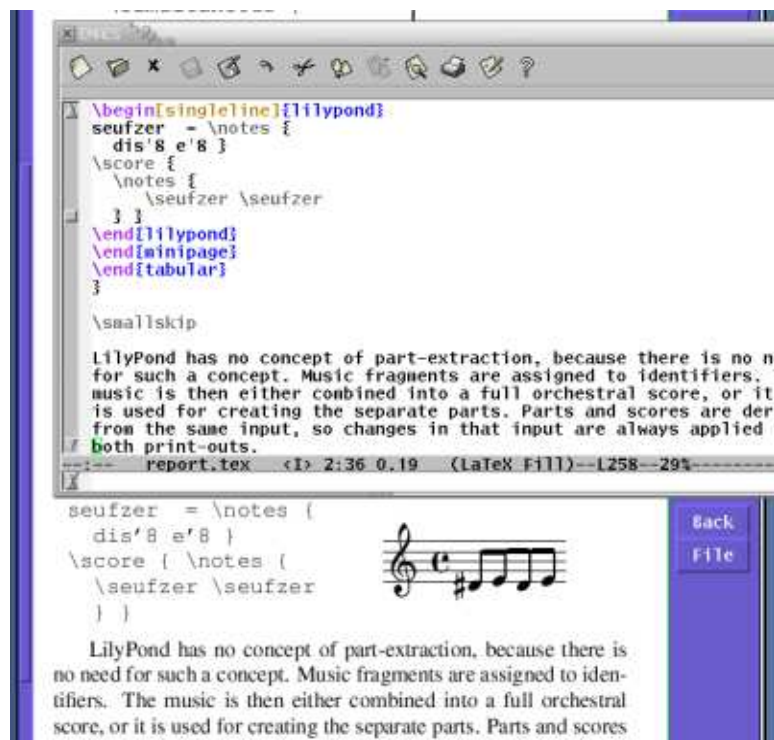 \begin[singleline]{lilypond}
seufzer = \notes {
dis'8 e'8 }
\score {
\notes {
\seufzer \seufzer
} }
\end{lilypond}
\end{minipage}
\end{tabular}
}
\smallskip
LilyPond has no concept of part-extraction, because there is no n
for such a concept. Music fragments are assigned to identifiers.
music is then either combined into a full orchestral score, or it
is used for creating the separate parts. Parts and scores are der
from the same input, so changes in that input are always applied
both print-outs.
--:-- report.tex <I> 2:36 0.19 (LaTeX Fill)--L258--29%--------
seufzer = \notes {
dis'8 e'8 }
\score { \notes {
\seufzer \seufzer
} }
Back
File
LilyPond has no concept of part-extraction, because there is
no need for such a concept. Music fragments are assigned to iden-
tifiers. The music is then either combined into a full orchestral
score, or it is used for creating the separate parts. Parts and scores